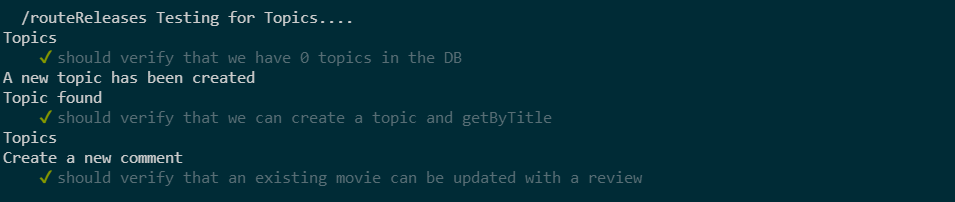 /routeReleases Testing for Topics....
Topics
✓ should verify that we have 0 topics in the DB
A new topic has been created
Topic found
✓ should verify that we can create a topic and getByTitle
Topics
Create a new comment
✓ should verify that an existing movie can be updated with a review